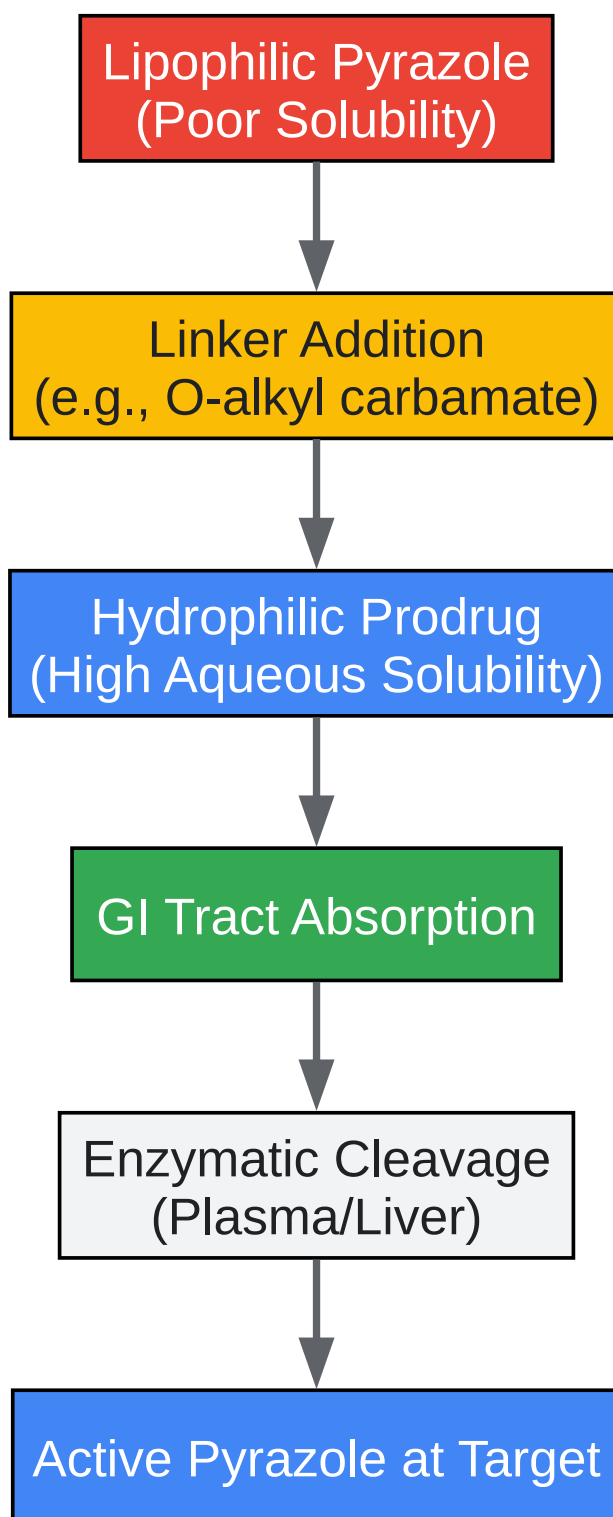 Lipophilic Pyrazole
(Poor Solubility)
Linker Addition
(e.g., O-alkyl carbamate)
Hydrophilic Prodrug
(High Aqueous Solubility)
GI Tract Absorption
Enzymatic Cleavage
(Plasma/Liver)
Active Pyrazole at Target